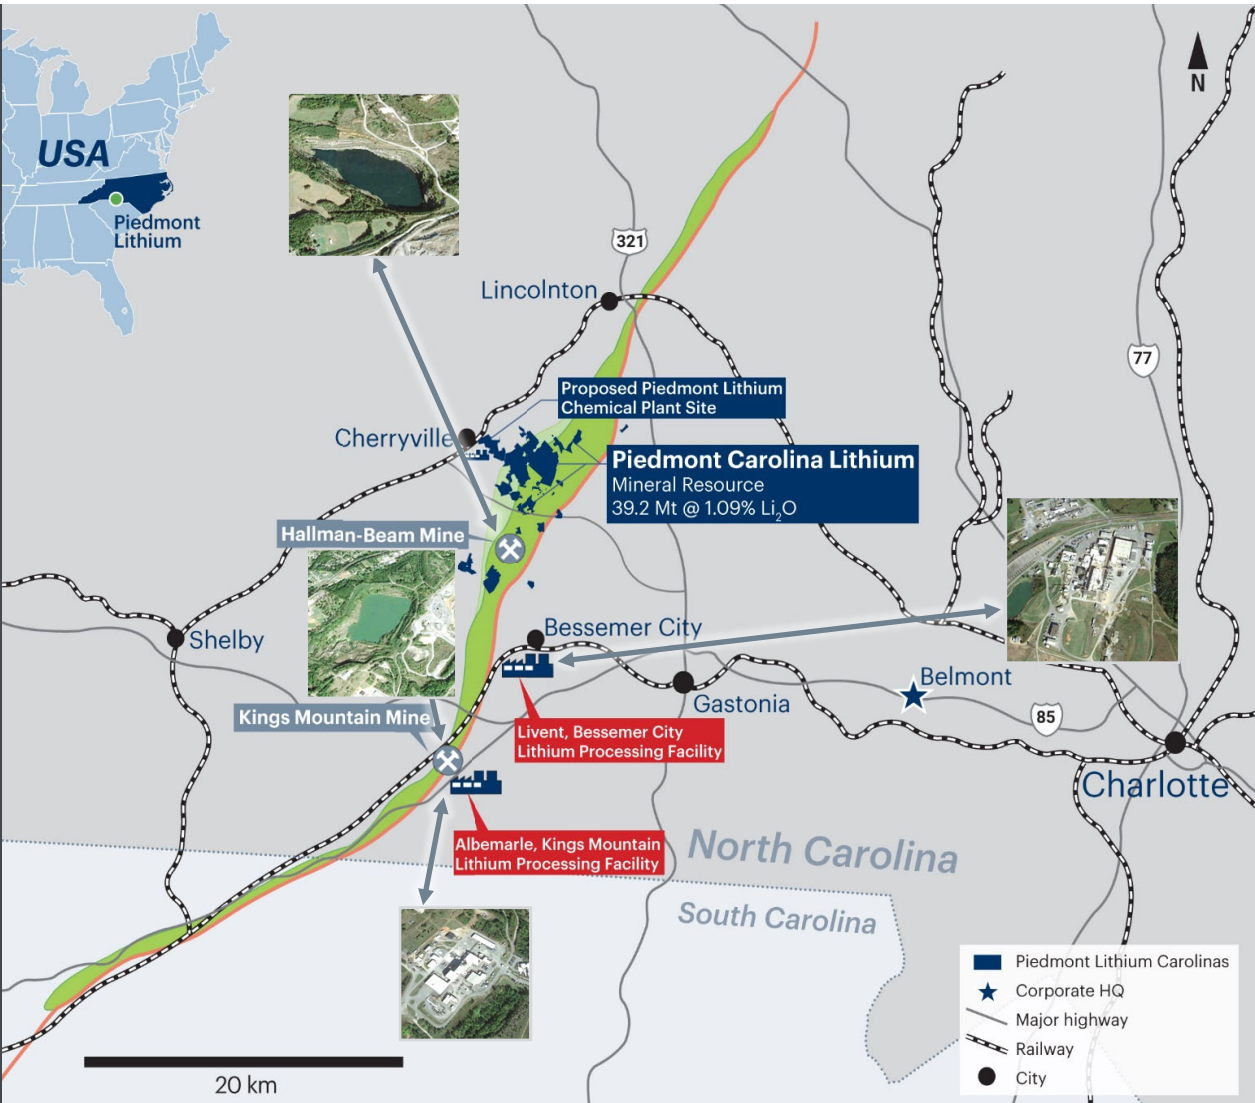 N
USA
Piedmont
Lithium
321
Lincolnton
77
Proposed Piedmont Lithium
Chemical Plant Site
Cherryville
Piedmont Carolina Lithium
Mineral Resource
39.2 Mt @ 1.09% Li₂O
Hallman-Beam Mine
Shelby
Bessemer City
Belmont
Gastonia
Kings Mountain Mine
85
Livent, Bessemer City
Lithium Processing Facility
Charlotte
Albemarle, Kings Mountain
Lithium Processing Facility
North Carolina
South Carolina
Piedmont Lithium Carolinas
Corporate HQ
Major highway
Railway
City
20 km